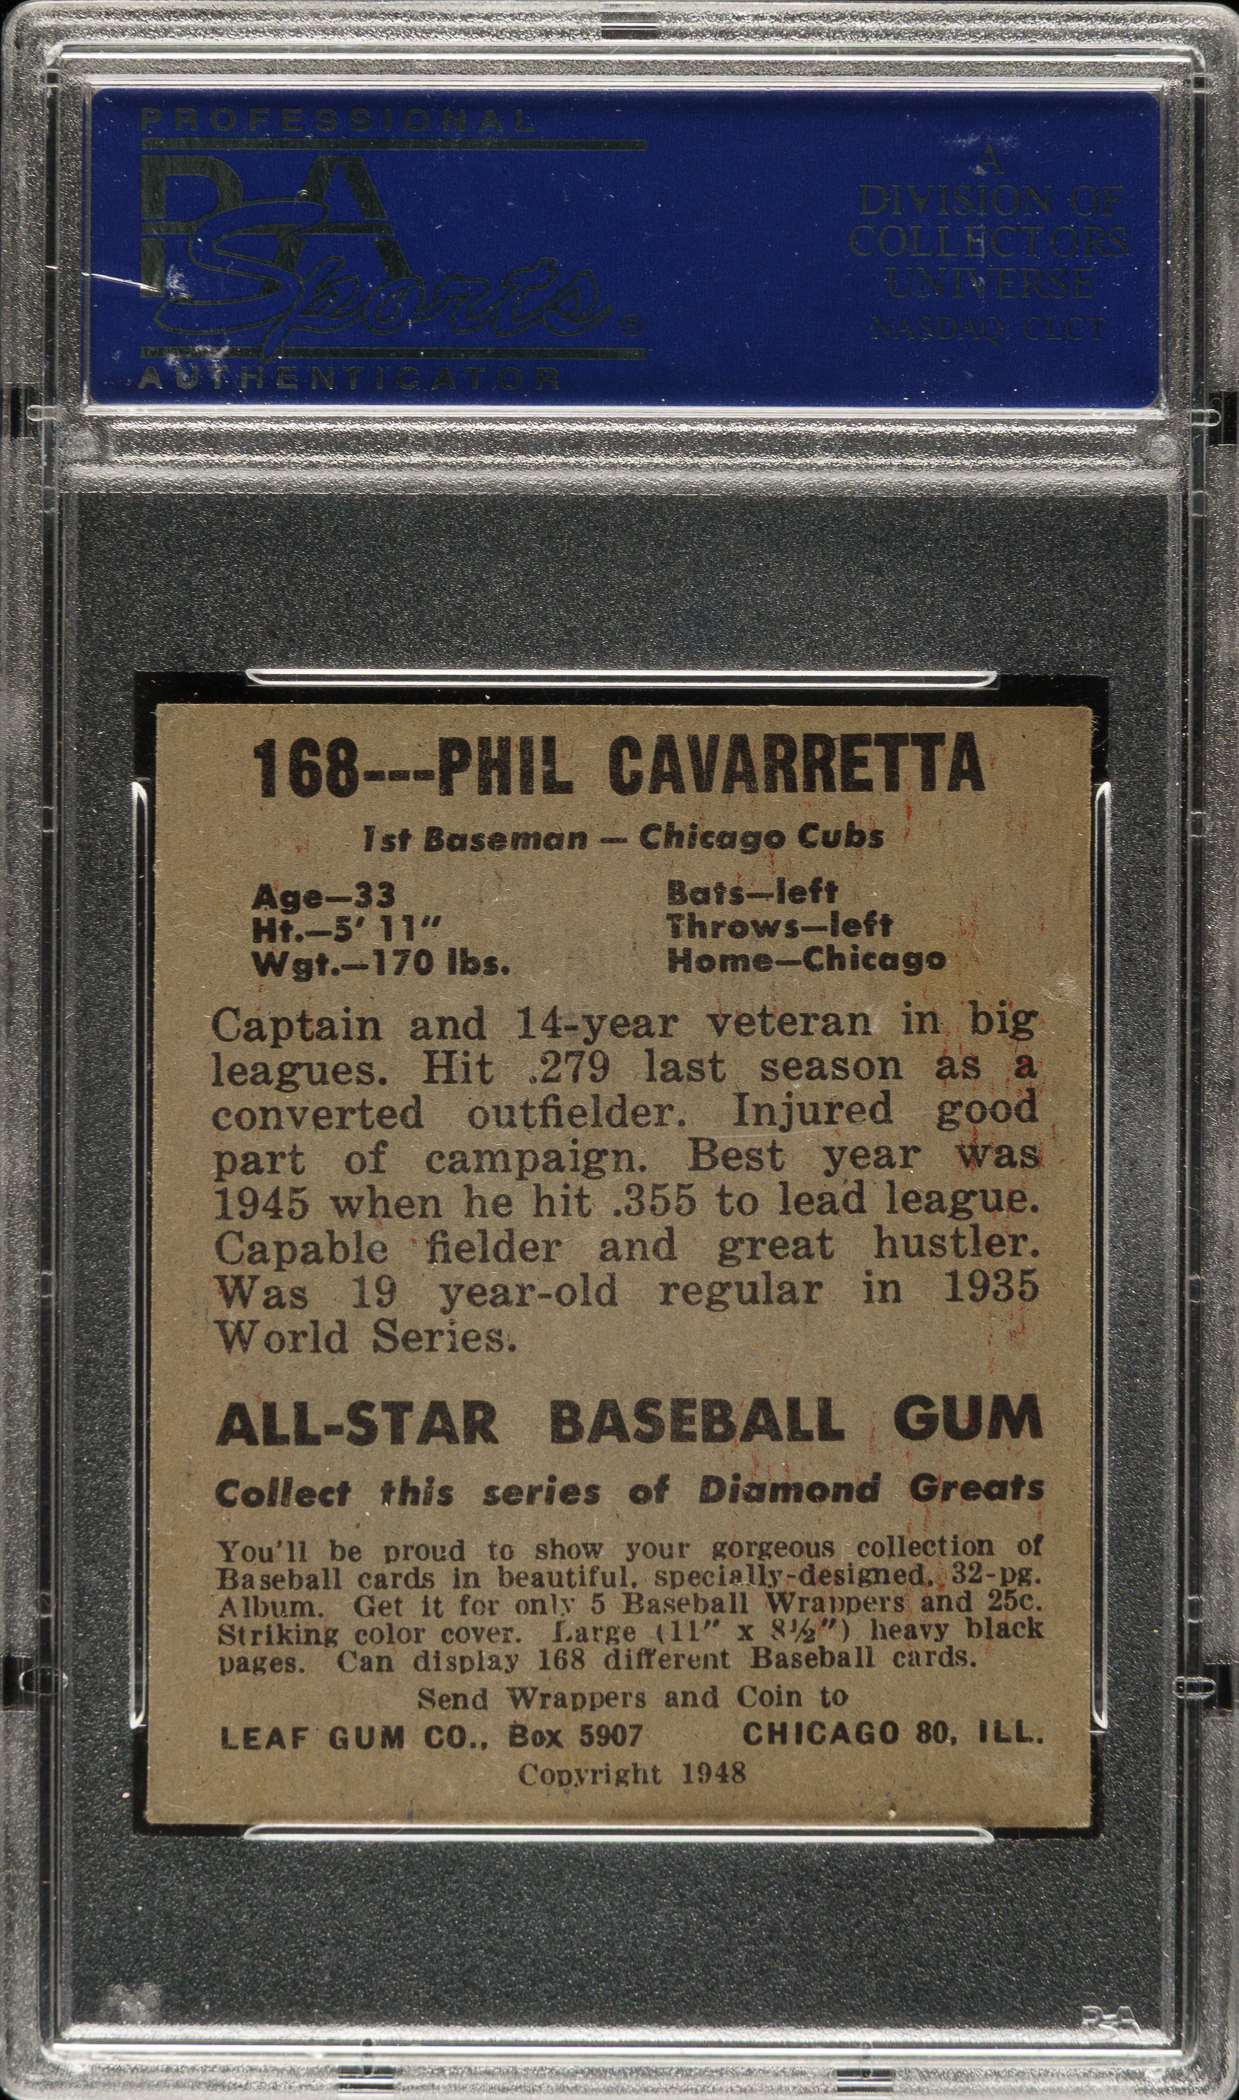 PROFESSIONAL
PSA
Sports®
AUTHENTICATOR
A
DIVISION OF
COLLECTORS
UNIVERSE
NASDAQ: CLCT
168---PHIL CAVARRETTA
1st Baseman — Chicago Cubs
Age—33 Bats—left
Ht.—5' 11" Throws—left
Wgt.—170 lbs. Home—Chicago
Captain and 14-year veteran in big
leagues. Hit .279 last season as a
converted outfielder. Injured good
part of campaign. Best year was
1945 when he hit .355 to lead league.
Capable fielder and great hustler.
Was 19 year-old regular in 1935
World Series.
ALL-STAR BASEBALL GUM
Collect this series of Diamond Greats
You'll be proud to show your gorgeous collection of
Baseball cards in beautiful, specially-designed, 32-pg.
Album. Get it for only 5 Baseball Wrappers and 25c.
Striking color cover. Large (11" x 8½") heavy black
pages. Can display 168 different Baseball cards.
Send Wrappers and Coin to
LEAF GUM CO., Box 5907 CHICAGO 80, ILL.
Copyright 1948
PSA